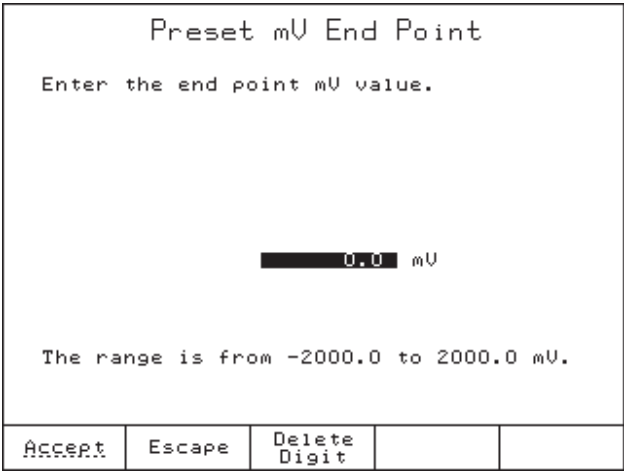 Preset mV End Point
Enter the end point mV value.
0.0 mV
The range is from -2000.0 to 2000.0 mV.
Accept
Escape
Delete
Digit